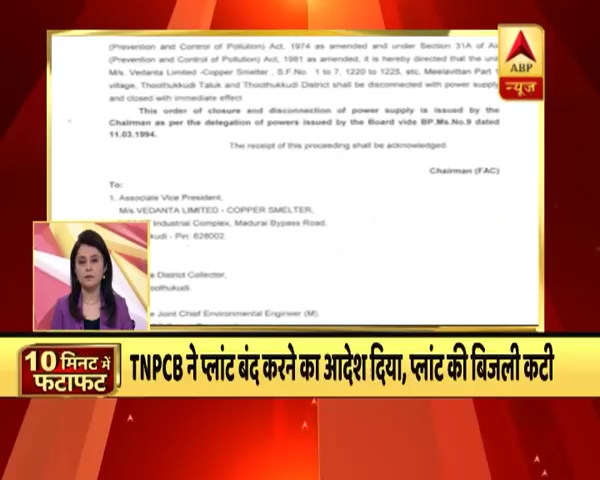 (Prevention and Control of Pollution) Act, 1974 as amended and under Section 31A of Air
(Prevention and Control of Pollution) Act, 1981 as amended, it is hereby directed that the unit
M/s. Vedanta Limited -Copper Smelter , S.F.No. 1 to 7, 1220 to 1225, etc, Meelavittan Part 1
village, Thoothukkudi Taluk and Thoothukkudi District shall be disconnected with power supply
and closed with immediate effect.
This order of closure and disconnection of power supply is issued by the
Chairman as per the delegation of powers issued by the Board vide BP.Ms.No.9 dated
11.03.1994.
The receipt of this proceeding shall be acknowledged.
Chairman (FAC)
To:
1. Associate Vice President,
M/s VEDANTA LIMITED - COPPER SMELTER,
Industrial Complex, Madurai Bypass Road,
kudi - Pin: 628002
District Collector,
oothukudi.
Joint Chief Environmental Engineer (M).
ABP
न्यूज़
10 मिनट में
फटाफट
TNPCB ने प्लांट बंद करने का आदेश दिया, प्लांट की बिजली कटी